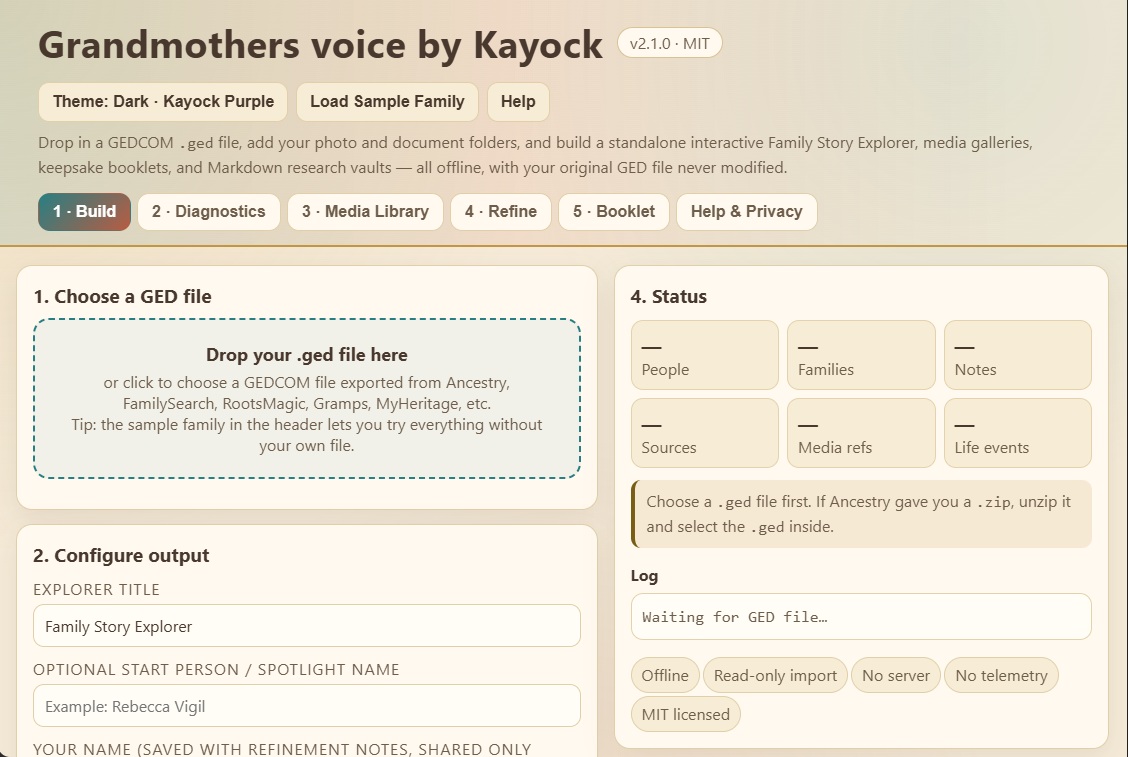 Grandmothers voice by Kayock
v2.1.0 · MIT
Theme: Dark · Kayock Purple
Load Sample Family
Help
Drop in a GEDCOM .ged file, add your photo and document folders, and build a standalone interactive Family Story Explorer, media galleries,
keepsake booklets, and Markdown research vaults — all offline, with your original GED file never modified.
1 · Build
2 · Diagnostics
3 · Media Library
4 · Refine
5 · Booklet
Help & Privacy
1. Choose a GED file
Drop your .ged file here
or click to choose a GEDCOM file exported from Ancestry,
FamilySearch, RootsMagic, Gramps, MyHeritage, etc.
Tip: the sample family in the header lets you try everything without
your own file.
2. Configure output
EXPLORER TITLE
Family Story Explorer
OPTIONAL START PERSON / SPOTLIGHT NAME
Example: Rebecca Vigil
YOUR NAME (SAVED WITH REFINEMENT NOTES, SHARED ONLY
4. Status
—
People
—
Families
—
Notes
—
Sources
—
Media refs
—
Life events
Choose a .ged file first. If Ancestry gave you a .zip, unzip it
and select the .ged inside.
Log
Waiting for GED file…
Offline
Read-only import
No server
No telemetry
MIT licensed